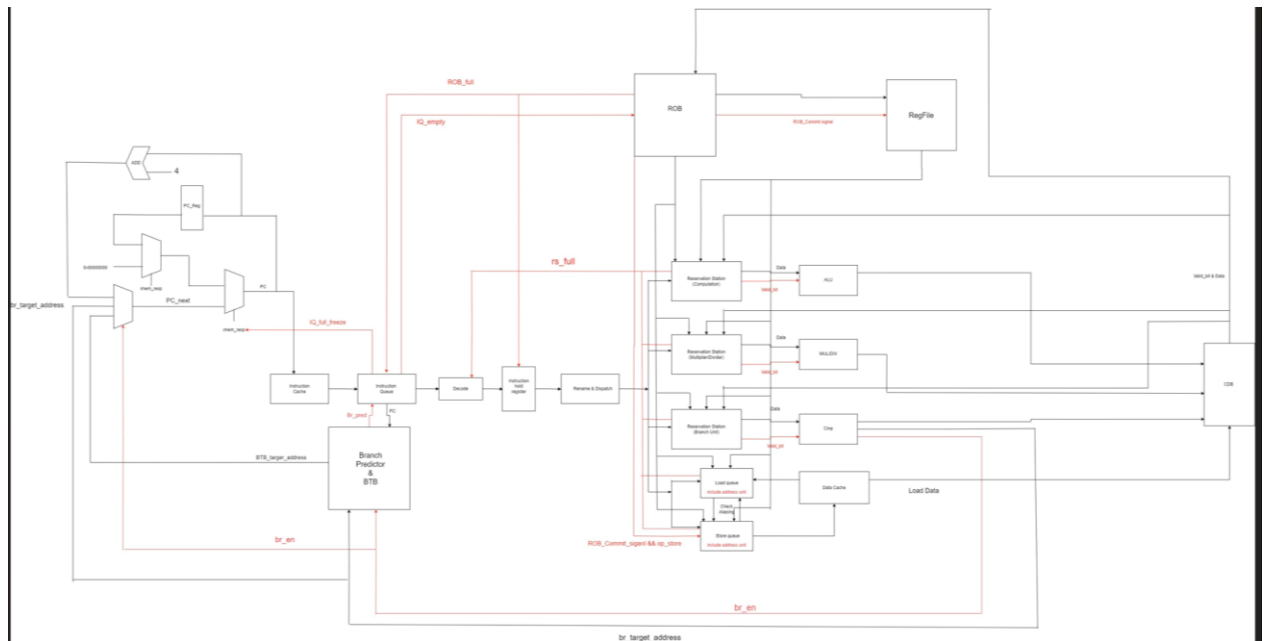 ROB_full
ROB
RegFile
IQ_empty
ROB_Commit signal
ADD
4
PC_Reg
0x00000000
imem_resp
PC
br_target_address
PC_next
imem_resp
IQ_full_freeze
rs_full
Reservation Station
(Computation)
Data
Valid_bit
ALU
Valid_bit & Data
Reservation Station
(Multiplier/Divider)
Data
Valid_bit
MUL/DIV
CDB
Instruction
Cache
Instruction
Queue
Decode
Instruction
hold
register
Rename & Dispatch
Br_pred
PC
Reservation Station
(Branch Unit)
Data
Valid_bit
Cmp
Branch
Predictor
&
BTB
BTB_target_address
Load queue
include address unit
Data Cache
Load Data
Check
Aliasing
Store queue
include address unit
ROB_Commit_siganl && op_store
br_en
br_en
br_target_address